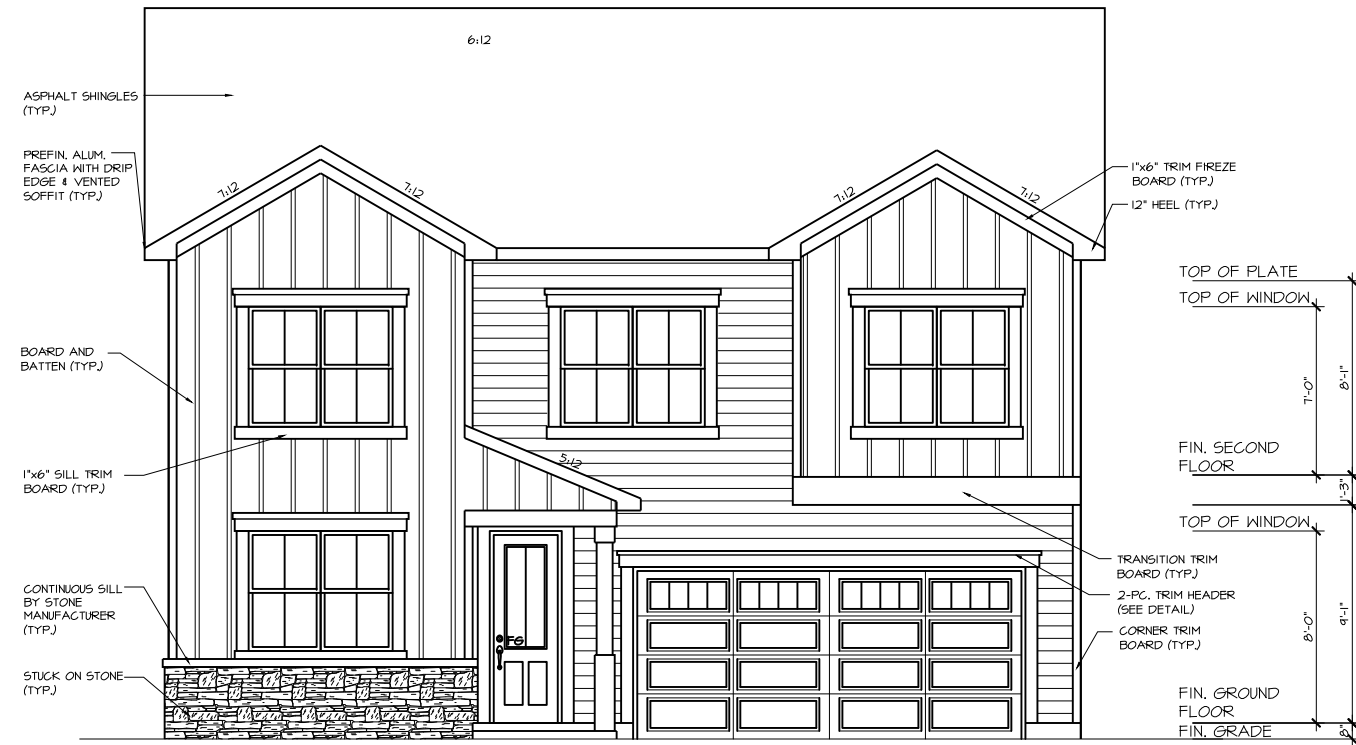 6:12
ASPHALT SHINGLES
(TYP.)
PREFIN. ALUM.
FASCIA WITH DRIP
EDGE & VENTED
SOFFIT (TYP.)
7:12
7:12
7:12
7:12
1"x6" TRIM FIREZE
BOARD (TYP.)
12" HEEL (TYP.)
TOP OF PLATE
TOP OF WINDOW
BOARD AND
BATTEN (TYP.)
7'-0"
8'-1"
1"x6" SILL TRIM
BOARD (TYP.)
5:12
FIN. SECOND
FLOOR
1'-3"
TOP OF WINDOW
TRANSITION TRIM
BOARD (TYP.)
2-PC. TRIM HEADER
(SEE DETAIL)
CORNER TRIM
BOARD (TYP.)
8'-0"
9'-1"
CONTINUOUS SILL
BY STONE
MANUFACTURER
(TYP.)
FG
STUCK ON STONE
(TYP.)
FIN. GROUND
FLOOR
FIN. GRADE
8"